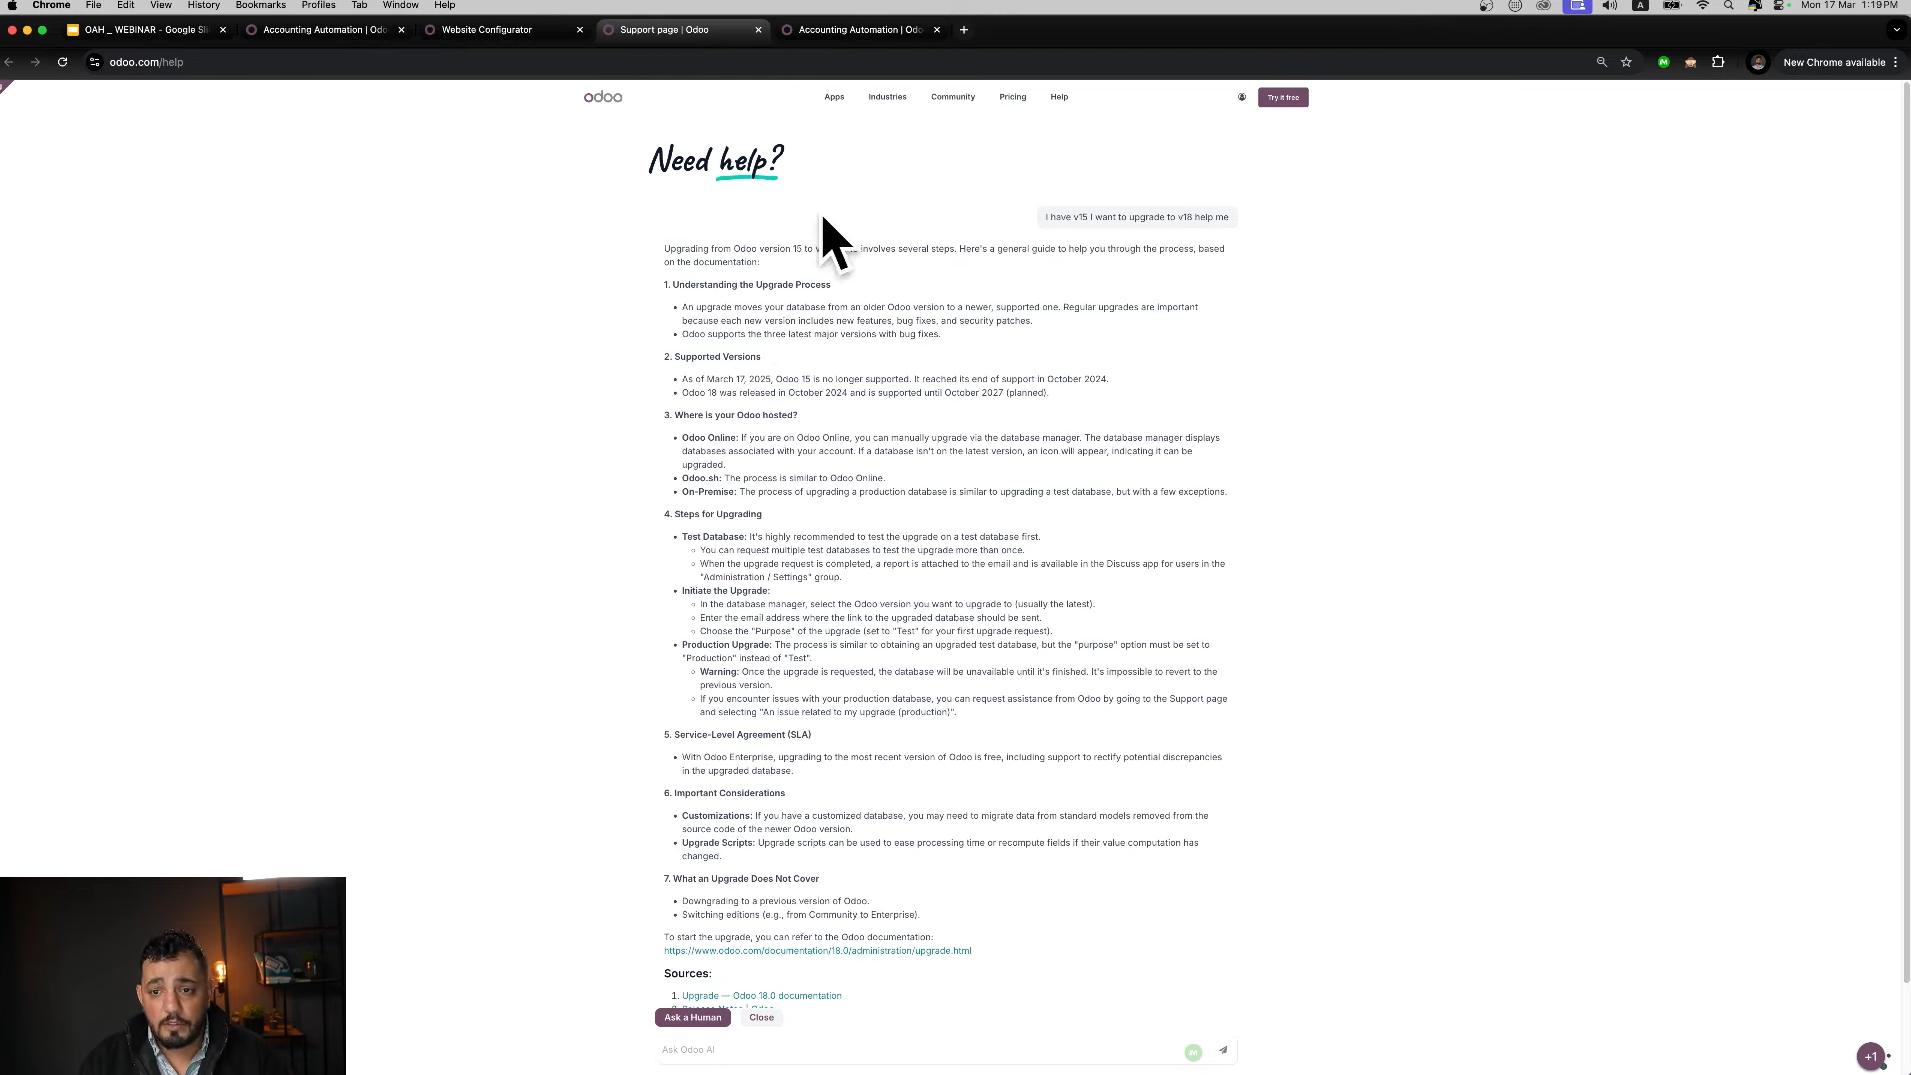 Chrome File Edit View History Bookmarks Profiles Tab Window Help A Mon 17 Mar 1:19 PM
OAH _ WEBINAR - Google Sli Accounting Automation | Odo Website Configurator Support page | Odoo Accounting Automation | Odo
odoo.com/help New Chrome available
odoo Apps Industries Community Pricing Help Try it free
Need help?
I have v15 I want to upgrade to v18 help me
Upgrading from Odoo version 15 to involves several steps. Here's a general guide to help you through the process, based
on the documentation:
1. Understanding the Upgrade Process
• An upgrade moves your database from an older Odoo version to a newer, supported one. Regular upgrades are important
because each new version includes new features, bug fixes, and security patches.
• Odoo supports the three latest major versions with bug fixes.
2. Supported Versions
• As of March 17, 2025, Odoo 15 is no longer supported. It reached its end of support in October 2024.
• Odoo 18 was released in October 2024 and is supported until October 2027 (planned).
3. Where is your Odoo hosted?
• Odoo Online: If you are on Odoo Online, you can manually upgrade via the database manager. The database manager displays
databases associated with your account. If a database isn't on the latest version, an icon will appear, indicating it can be
upgraded.
• Odoo.sh: The process is similar to Odoo Online.
• On-Premise: The process of upgrading a production database is similar to upgrading a test database, but with a few exceptions.
4. Steps for Upgrading
• Test Database: It's highly recommended to test the upgrade on a test database first.
◦ You can request multiple test databases to test the upgrade more than once.
◦ When the upgrade request is completed, a report is attached to the email and is available in the Discuss app for users in the
"Administration / Settings" group.
• Initiate the Upgrade:
◦ In the database manager, select the Odoo version you want to upgrade to (usually the latest).
◦ Enter the email address where the link to the upgraded database should be sent.
◦ Choose the "Purpose" of the upgrade (set to "Test" for your first upgrade request).
• Production Upgrade: The process is similar to obtaining an upgraded test database, but the "purpose" option must be set to
"Production" instead of "Test".
◦ Warning: Once the upgrade is requested, the database will be unavailable until it's finished. It's impossible to revert to the
previous version.
◦ If you encounter issues with your production database, you can request assistance from Odoo by going to the Support page
and selecting "An issue related to my upgrade (production)".
5. Service-Level Agreement (SLA)
• With Odoo Enterprise, upgrading to the most recent version of Odoo is free, including support to rectify potential discrepancies
in the upgraded database.
6. Important Considerations
• Customizations: If you have a customized database, you may need to migrate data from standard models removed from the
source code of the newer Odoo version.
• Upgrade Scripts: Upgrade scripts can be used to ease processing time or recompute fields if their value computation has
changed.
7. What an Upgrade Does Not Cover
• Downgrading to a previous version of Odoo.
• Switching editions (e.g., from Community to Enterprise).
To start the upgrade, you can refer to the Odoo documentation:
https://www.odoo.com/documentation/18.0/administration/upgrade.html
Sources:
1. Upgrade — Odoo 18.0 documentation
Ask a Human Close
Ask Odoo AI
+1